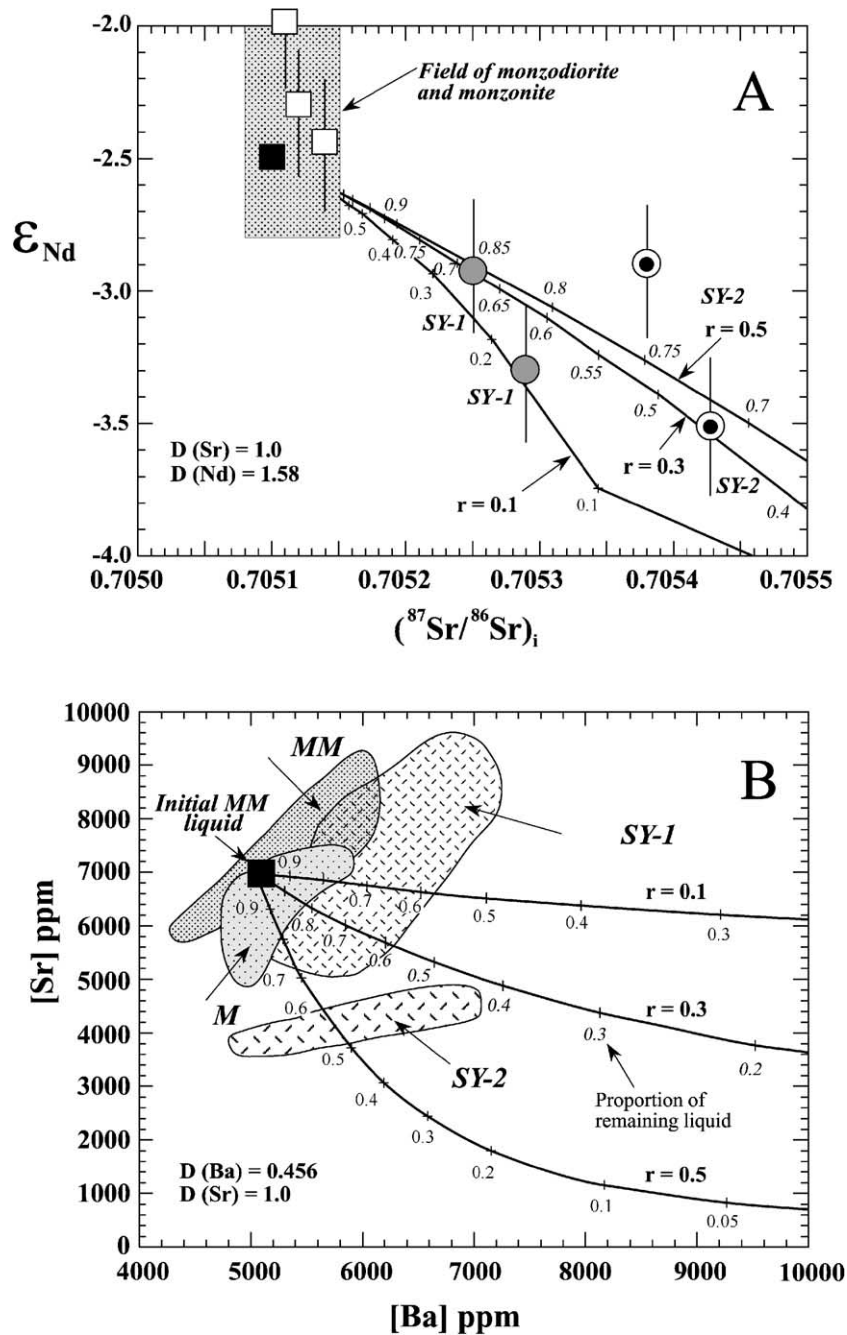 -2.0
-2.5
-3.0
-3.5
-4.0
εNd
A
Field of monzodiorite
and monzonite
0.9
0.5
0.4
0.75
0.85
0.7
0.3
0.65
0.8
SY-1
0.6
SY-2
r = 0.5
0.2
0.55
0.75
SY-1
0.5
0.7
D (Sr) = 1.0
D (Nd) = 1.58
r = 0.3
SY-2
r = 0.1
0.1
0.4
0.7050
0.7051
0.7052
0.7053
0.7054
0.7055
(87Sr/86Sr)i
10000
9000
8000
7000
6000
5000
4000
3000
2000
1000
0
[Sr] ppm
B
MM
Initial MM
liquid
SY-1
0.9
0.7
0.6
0.5
0.4
0.3
r = 0.1
0.9
0.8
0.7
0.6
0.5
0.4
0.3
0.2
r = 0.3
M
0.7
0.6
0.5
SY-2
0.4
0.3
0.2
0.1
0.05
r = 0.5
Proportion of
remaining liquid
D (Ba) = 0.456
D (Sr) = 1.0
4000
5000
6000
7000
8000
9000
10000
[Ba] ppm